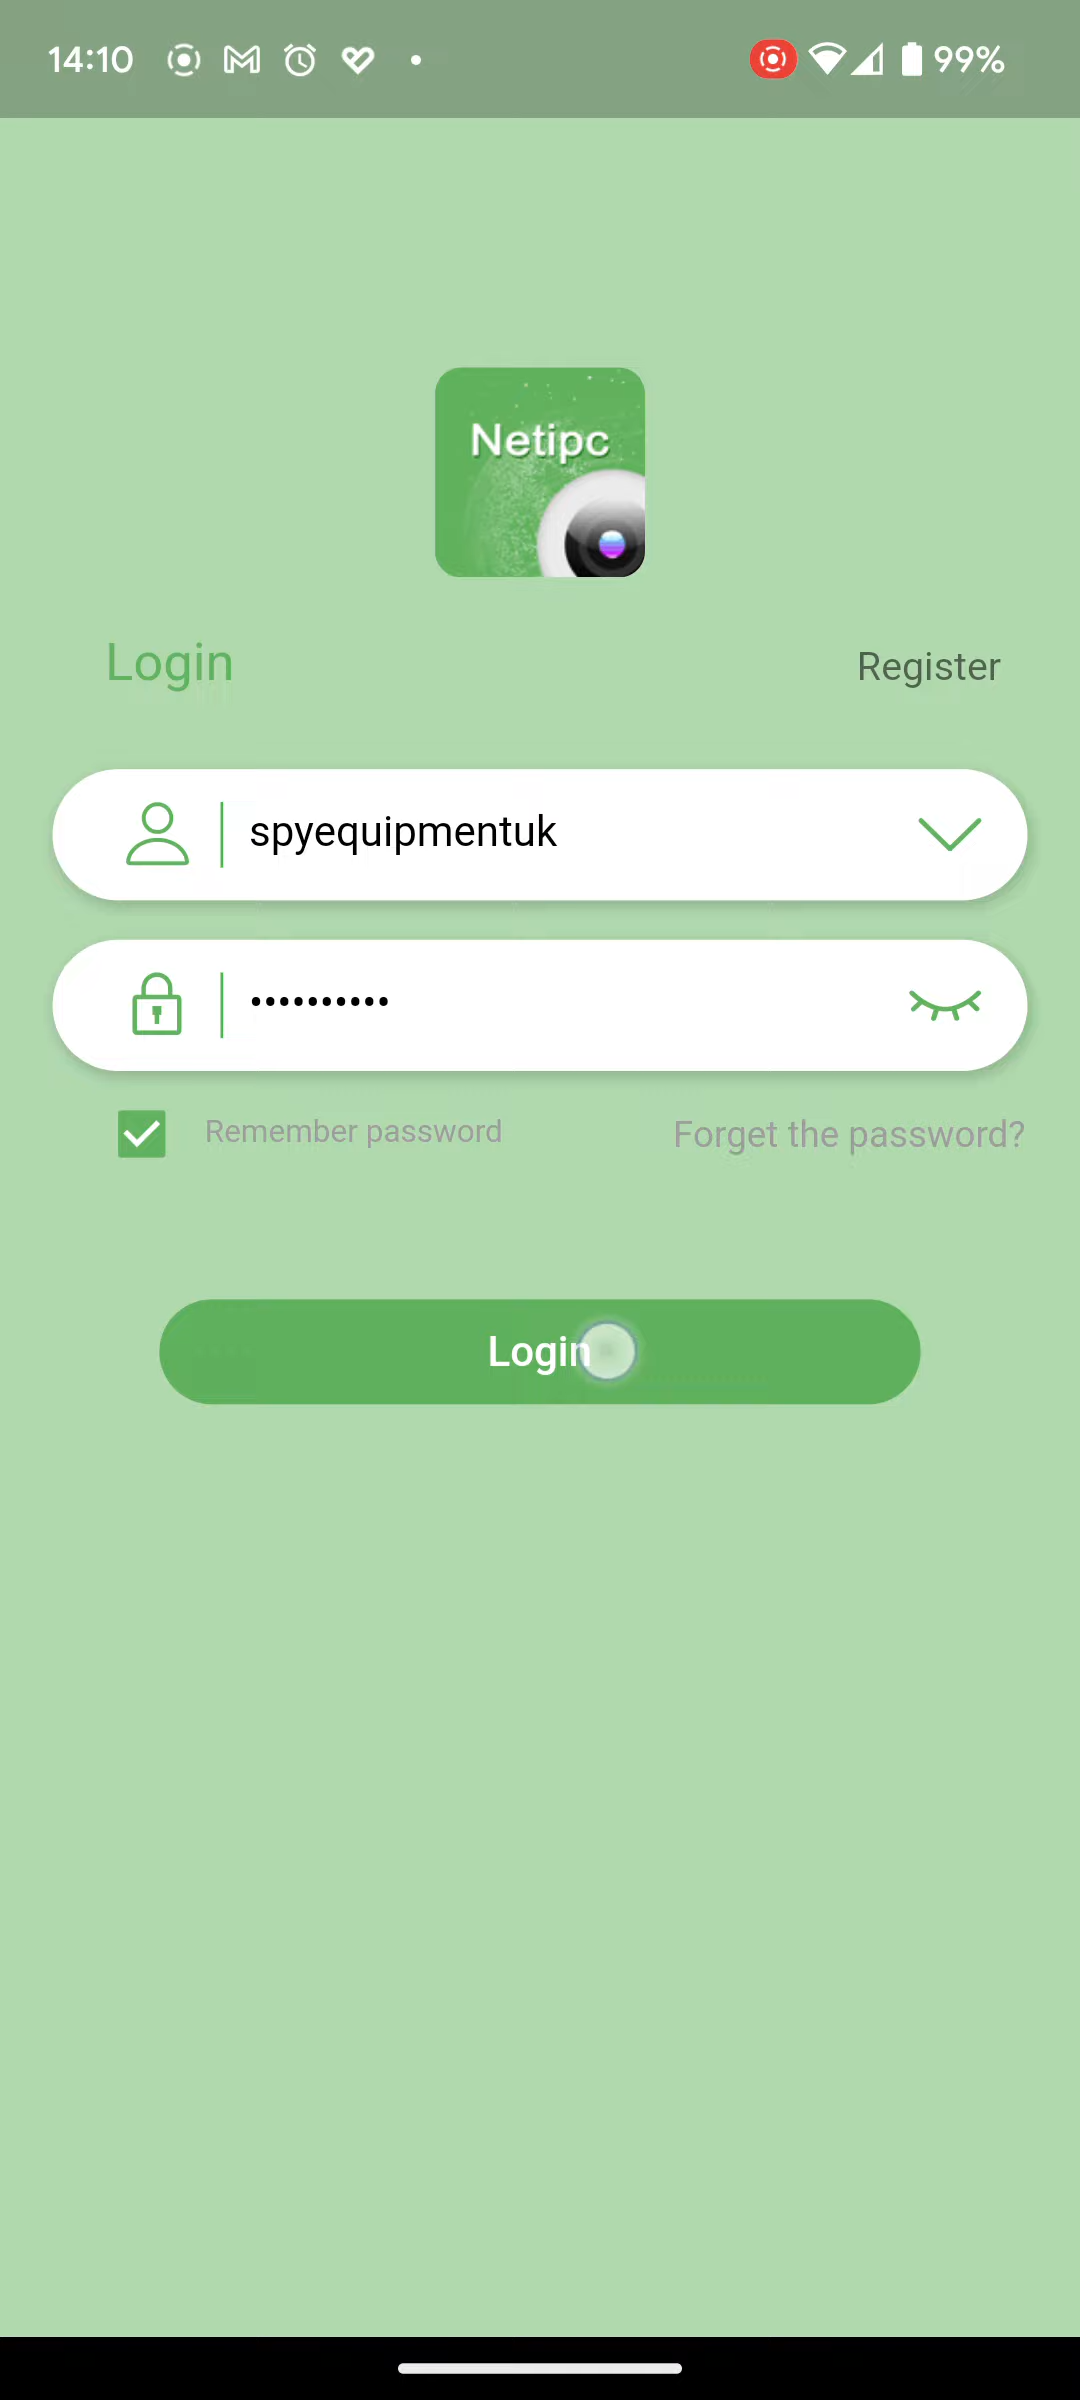 14:10 99%
Netipc
Login Register
spyequipmentuk
••••••••••
Remember password Forget the password?
Login